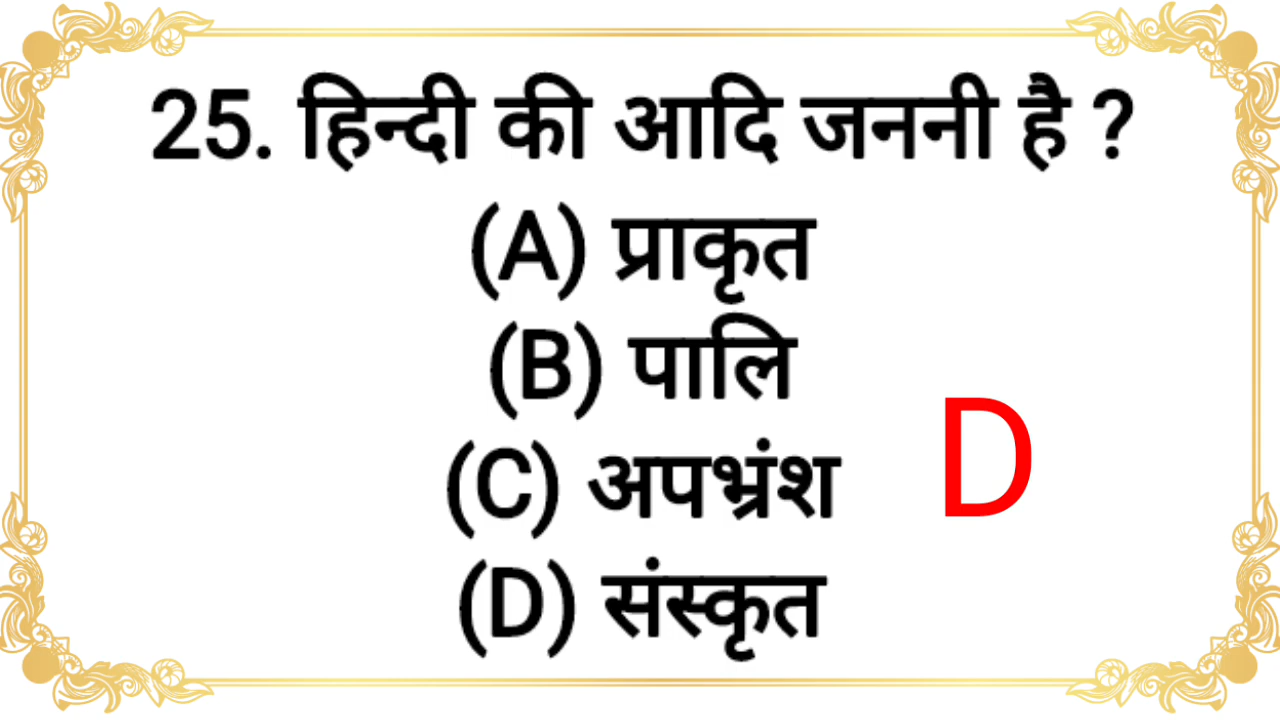 25. हिन्दी की आदि जननी है ?
(A) प्राकृत
(B) पालि
(C) अपभ्रंश
D
(D) संस्कृत